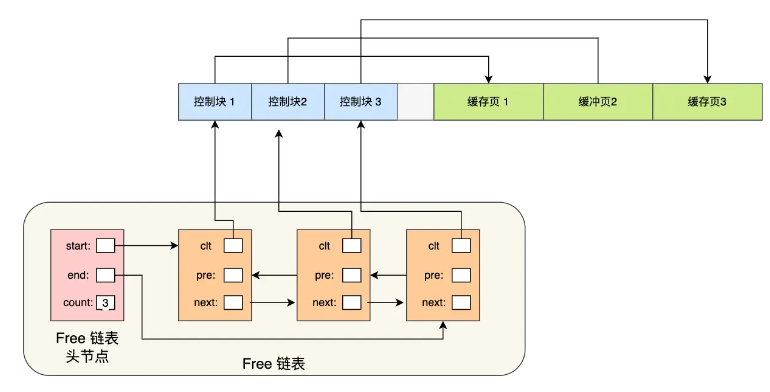 控制块 1 控制块2 控制块 3 缓存页 1 缓冲页2 缓存页3
start: clt clt clt
end: pre: pre: pre:
count: 3 next: next: next:
Free 链表
头节点
Free 链表